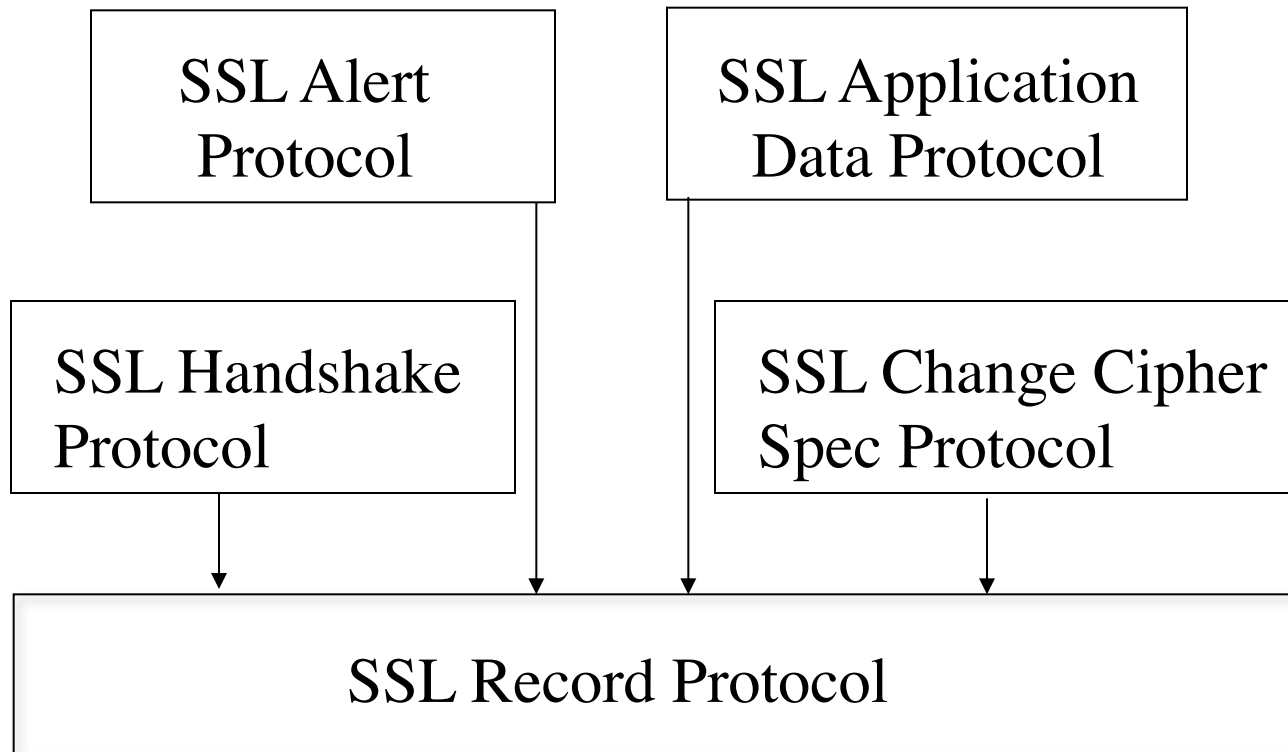 SSL Alert
Protocol
SSL Application
Data Protocol
SSL Handshake
Protocol
SSL Change Cipher
Spec Protocol
SSL Record Protocol